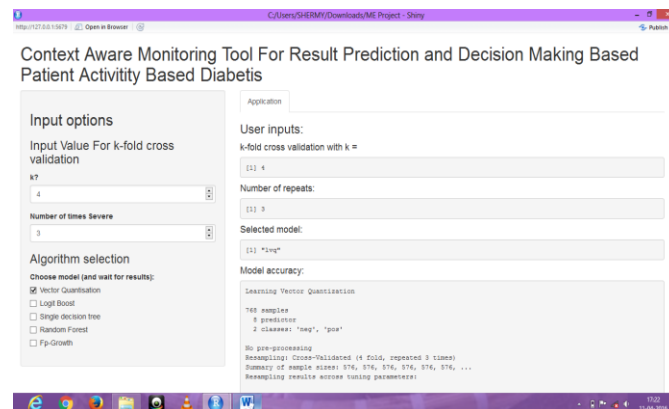 C:/Users/SHERMY/Downloads/ME Project - Shiny
http://127.0.0.1:5679
Open in Browser
Publish
Context Aware Monitoring Tool For Result Prediction and Decision Making Based
Patient Activitity Based Diabetis
Input options
Input Value For k-fold cross
validation
k?
4
Number of times Severe
3
Algorithm selection
Choose model (and wait for results):
Vector Quantisation
Logit Boost
Single decision tree
Random Forest
Fp-Growth
Application
User inputs:
k-fold cross validation with k =
[1] 4
Number of repeats:
[1] 3
Selected model:
[1] "lvq"
Model accuracy:
Learning Vector Quantization
768 samples
8 predictor
2 classes: 'neg', 'pos'
No pre-processing
Resampling: Cross-Validated (4 fold, repeated 3 times)
Summary of sample sizes: 576, 576, 576, 576, 576, 576, ...
Resampling results across tuning parameters:
17:22